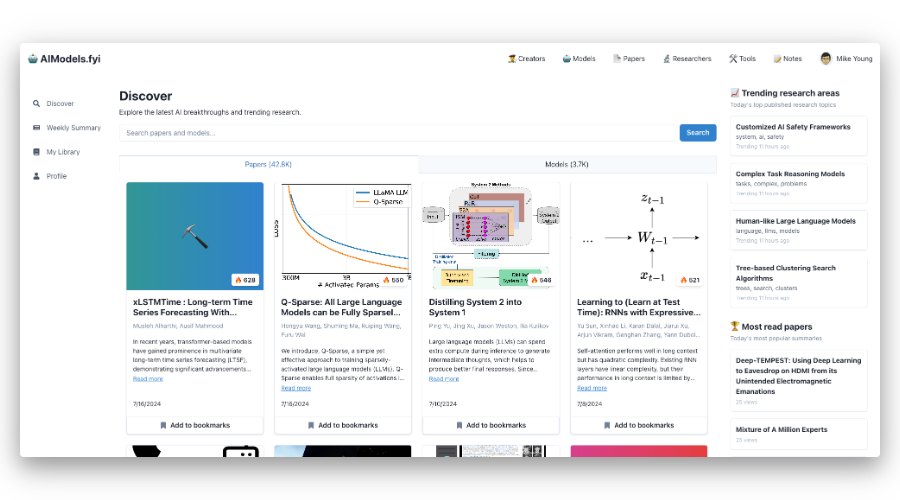 AIModels.fyi
Creators
Models
Papers
Researchers
Tools
Notes
Mike Young
Discover
Weekly Summary
My Library
Profile
Discover
Explore the latest AI breakthroughs and trending research.
Search papers and models...
Search
Papers (42.8K)
Models (3.7K)
628
xLSTMTime : Long-term Time
Series Forecasting With...
Musleh Alharthi, Ausif Mahmood
In recent years, transformer-based models
have gained prominence in multivariate
long-term time series forecasting (LTSF),
demonstrating significant advancements...
Read more
7/16/2024
Add to bookmarks
LLaMA LLM
Q-Sparse
Loss
300M
# Activated Params
550
Q-Sparse: All Large Language
Models can be Fully Sparsel...
Hongyu Wang, Shuming Ma, Ruiping Wang,
Furu Wei
We introduce, Q-Sparse, a simple yet
effective approach to training sparsely-
activated large language models (LLMs). Q-
Sparse enables full sparsity of activations i...
Read more
7/16/2024
Add to bookmarks
System 2 Methods
Input
Filtering
546
Distilling System 2 into
System 1
Ping Yu, Jing Xu, Jason Weston, Ilia Kulikov
Large language models (LLMs) can spend
extra compute during inference to generate
intermediate thoughts, which helps to
produce better final responses. Since...
Read more
7/10/2024
Add to bookmarks
zt−1
...
Wt−1
xt−1
521
Learning to (Learn at Test
Time): RNNs with Expressive...
Yu Sun, Xinhao Li, Karan Dalal, Jiarui Xu,
Arjun Vikram, Genghan Zhang, Yann Duboi...
Self-attention performs well in long context
but has quadratic complexity. Existing RNN
layers have linear complexity, but their
performance in long context is limited by...
Read more
7/8/2024
Add to bookmarks
Trending research areas
Today's top published research topics
Customized AI Safety Frameworks
system, ai, safety
Trending 11 hours ago
Complex Task Reasoning Models
tasks, complex, problems
Trending 11 hours ago
Human-like Large Language Models
language, llms, models
Trending 11 hours ago
Tree-based Clustering Search
Algorithms
trees, search, clusters
Trending 11 hours ago
Most read papers
Today's most popular summaries
Deep-TEMPEST: Using Deep Learning
to Eavesdrop on HDMI from its
Unintended Electromagnetic
Emanations
28 views
Mixture of A Million Experts
26 views